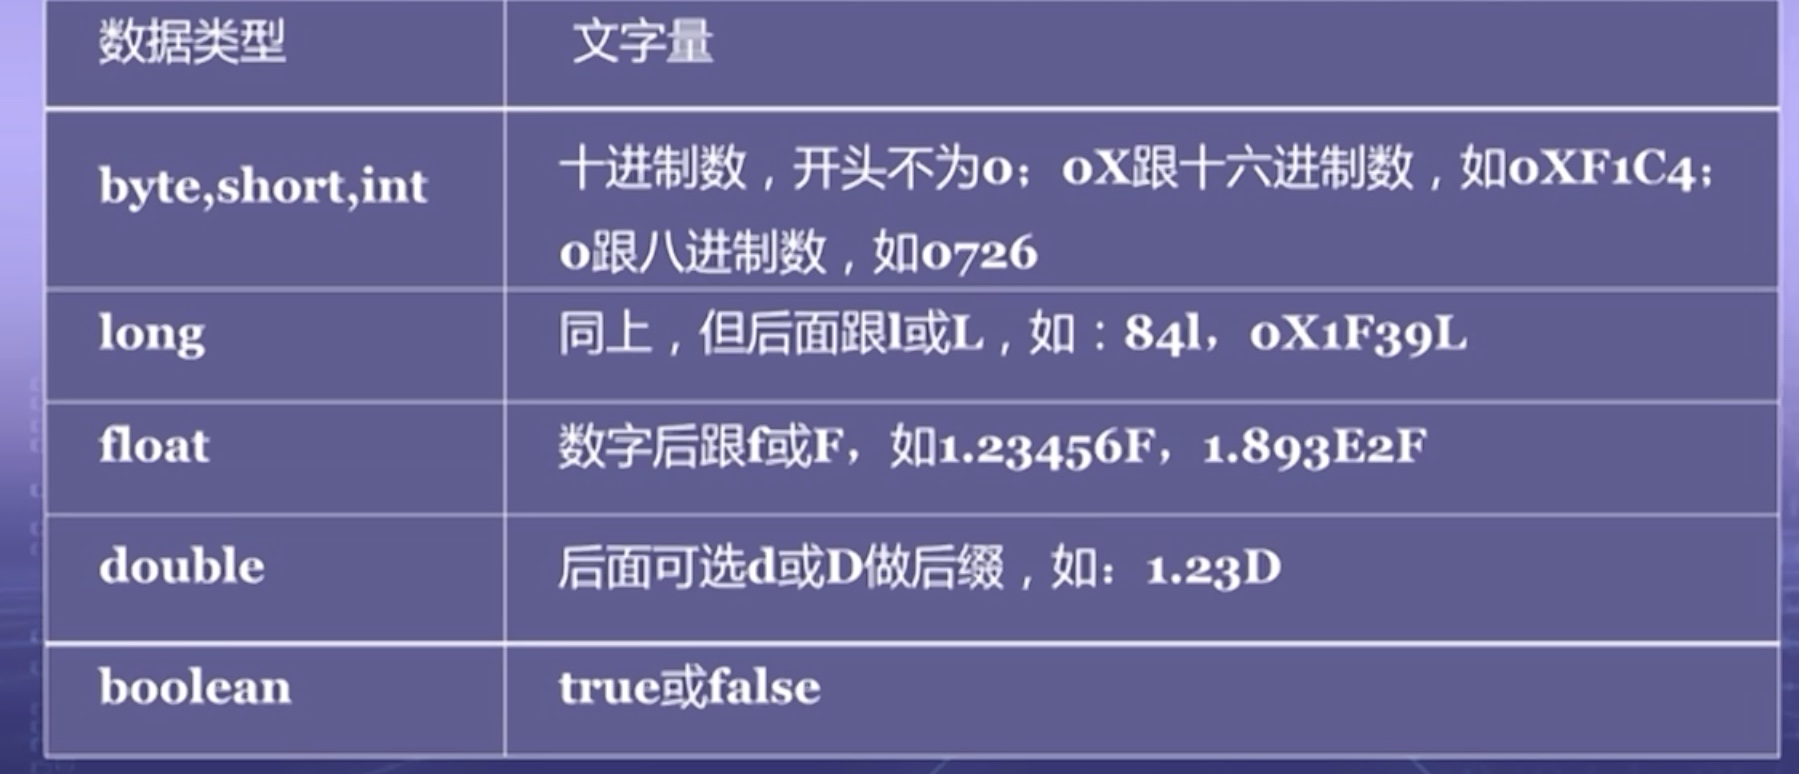 数据类型 文字量
byte,short,int
十进制数，开头不为0；0X跟十六进制数，如0XF1C4；
0跟八进制数，如0726
long 同上，但后面跟l或L，如：84l，0X1F39L
float 数字后跟f或F，如1.23456F，1.893E2F
double 后面可选d或D做后缀，如：1.23D
boolean true或false